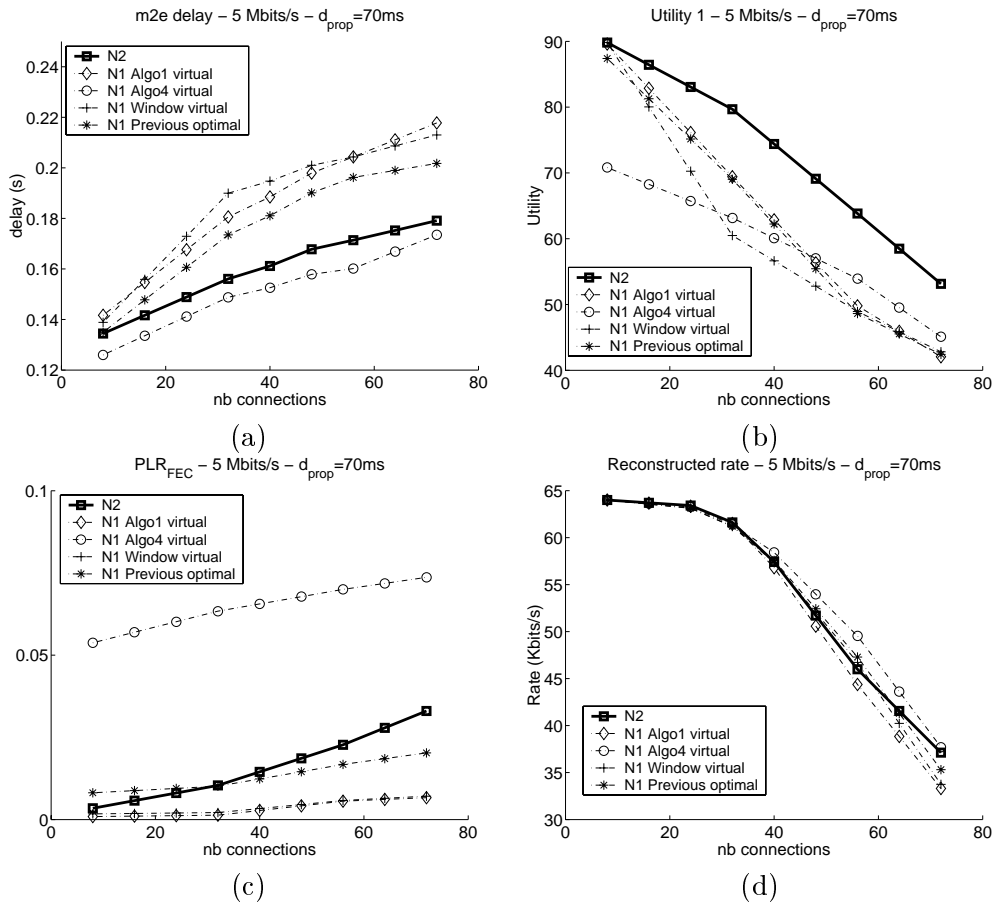 m2e delay – 5 Mbits/s – d_prop=70ms
0.24
0.22
0.2
0.18
0.16
0.14
0.12
delay (s)
N2
N1 Algo1 virtual
N1 Algo4 virtual
N1 Window virtual
N1 Previous optimal
0
20
40
60
80
nb connections
(a)
Utility 1 – 5 Mbits/s – d_prop=70ms
90
80
70
60
50
40
Utility
N2
N1 Algo1 virtual
N1 Algo4 virtual
N1 Window virtual
N1 Previous optimal
0
20
40
60
80
nb connections
(b)
PLR_FEC – 5 Mbits/s – d_prop=70ms
0.1
0.05
0
N2
N1 Algo1 virtual
N1 Algo4 virtual
N1 Window virtual
N1 Previous optimal
0
20
40
60
80
nb connections
(c)
Reconstructed rate – 5 Mbits/s – d_prop=70ms
65
60
55
50
45
40
35
30
Rate (Kbits/s)
N2
N1 Algo1 virtual
N1 Algo4 virtual
N1 Window virtual
N1 Previous optimal
0
20
40
60
80
nb connections
(d)